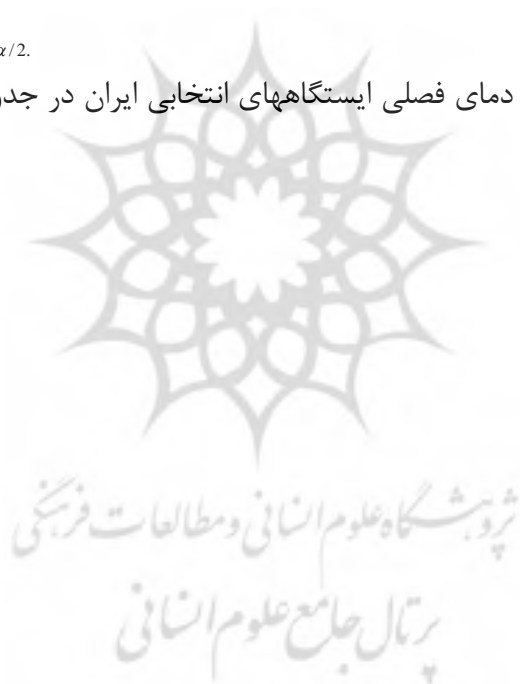 α/2.
دمای فصلی ایستگاههای انتخابی ایران در جدو
پژوهشگاه علوم انسانی و مطالعات فرهنگی
پرتال جامع علوم انسانی